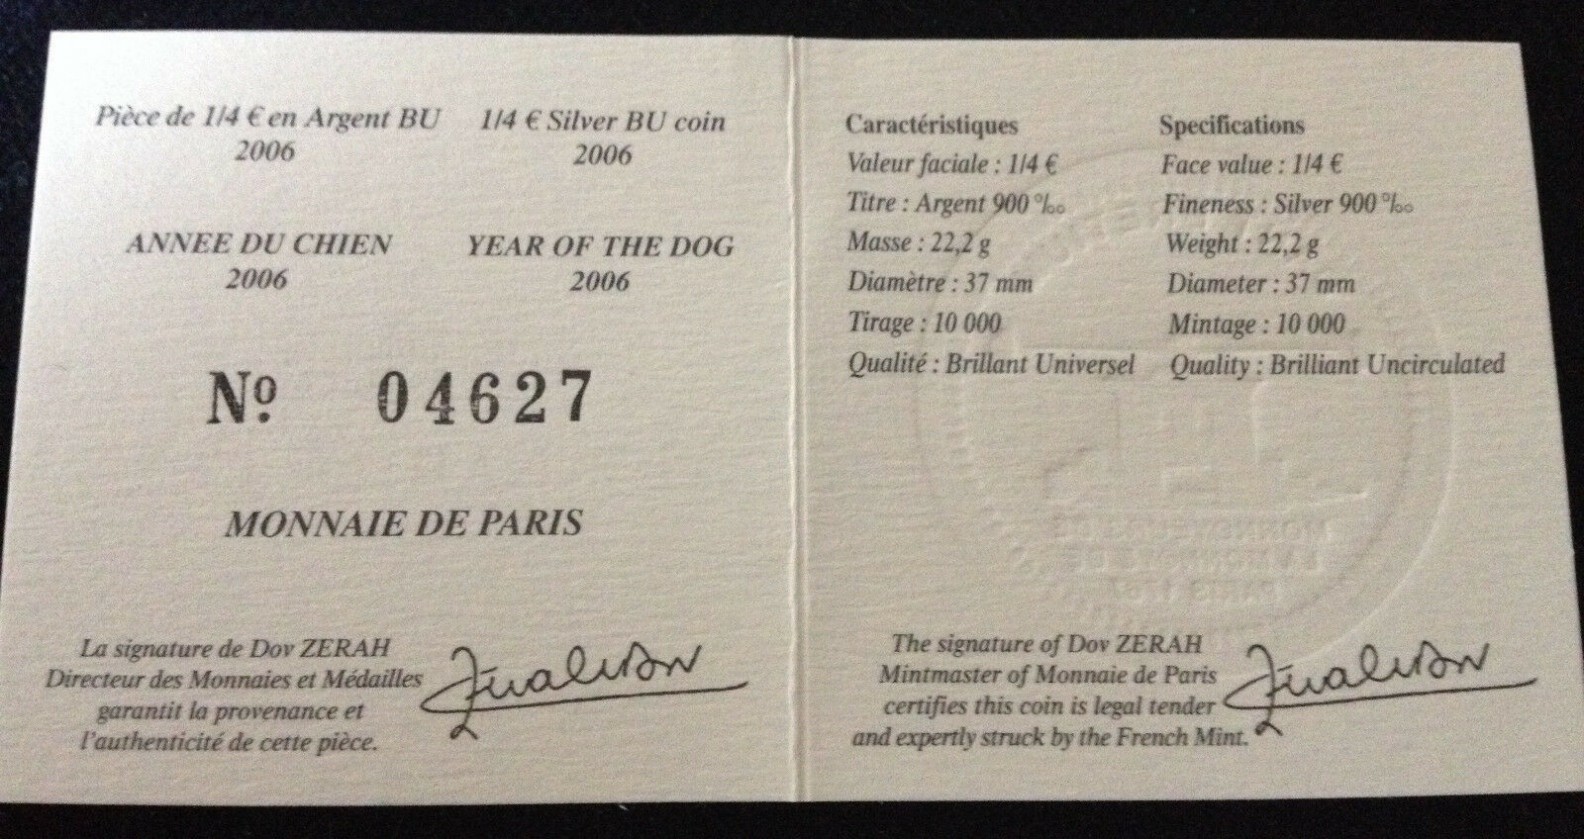 Pièce de 1/4 € en Argent BU
2006
1/4 € Silver BU coin
2006
ANNEE DU CHIEN
2006
YEAR OF THE DOG
2006
Nº 04627
MONNAIE DE PARIS
La signature de Dov ZERAH
Directeur des Monnaies et Médailles
garantit la provenance et
l'authenticité de cette pièce.
Caractéristiques
Valeur faciale : 1/4 €
Titre : Argent 900 ‰
Masse : 22,2 g
Diamètre : 37 mm
Tirage : 10 000
Qualité : Brillant Universel
Specifications
Face value : 1/4 €
Fineness : Silver 900 ‰
Weight : 22,2 g
Diameter : 37 mm
Mintage : 10 000
Quality : Brilliant Uncirculated
The signature of Dov ZERAH
Mintmaster of Monnaie de Paris
certifies this coin is legal tender
and expertly struck by the French Mint.